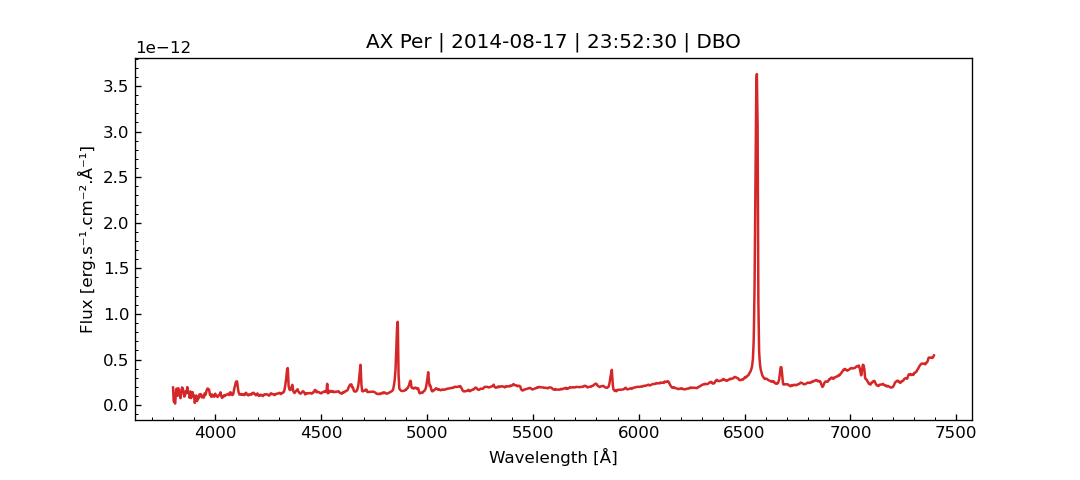 AX Per | 2014-08-17 | 23:52:30 | DBO
1e−12
3.5
3.0
2.5
2.0
1.5
1.0
0.5
0.0
Flux [erg.s⁻¹.cm⁻².Å⁻¹]
4000 4500 5000 5500 6000 6500 7000 7500
Wavelength [Å]